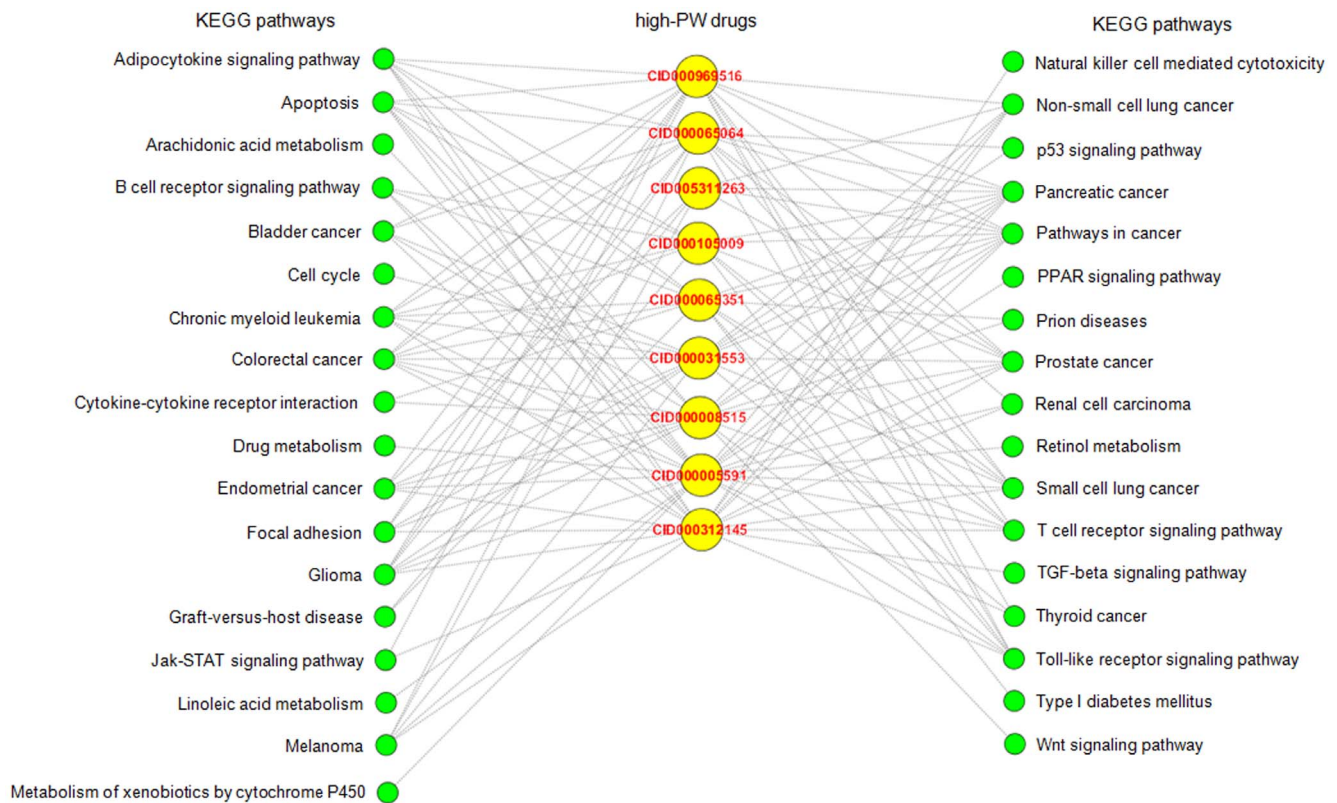 KEGG pathways
Adipocytokine signaling pathway
Apoptosis
Arachidonic acid metabolism
B cell receptor signaling pathway
Bladder cancer
Cell cycle
Chronic myeloid leukemia
Colorectal cancer
Cytokine-cytokine receptor interaction
Drug metabolism
Endometrial cancer
Focal adhesion
Glioma
Graft-versus-host disease
Jak-STAT signaling pathway
Linoleic acid metabolism
Melanoma
Metabolism of xenobiotics by cytochrome P450
high-PW drugs
CID000969516
CID000065064
CID005311263
CID000105009
CID000065351
CID000031553
CID000008515
CID000005591
CID000312145
KEGG pathways
Natural killer cell mediated cytotoxicity
Non-small cell lung cancer
p53 signaling pathway
Pancreatic cancer
Pathways in cancer
PPAR signaling pathway
Prion diseases
Prostate cancer
Renal cell carcinoma
Retinol metabolism
Small cell lung cancer
T cell receptor signaling pathway
TGF-beta signaling pathway
Thyroid cancer
Toll-like receptor signaling pathway
Type I diabetes mellitus
Wnt signaling pathway